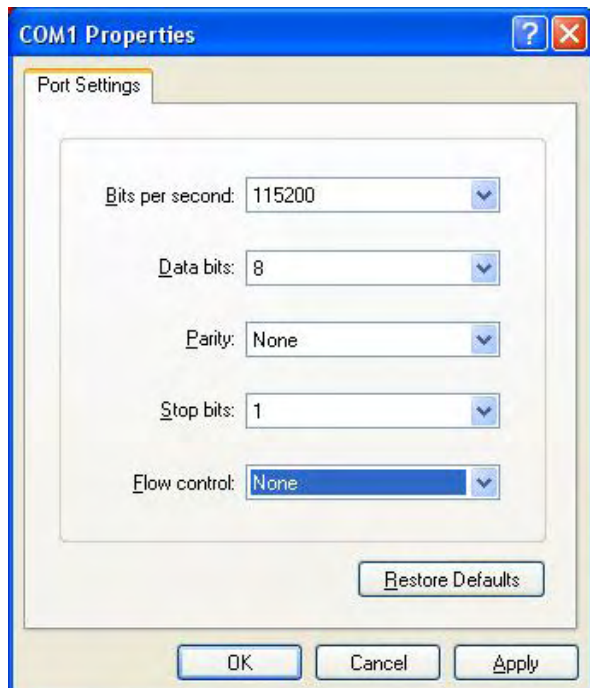 COM1 Properties
Port Settings
Bits per second: 115200
Data bits: 8
Parity: None
Stop bits: 1
Flow control: None
Restore Defaults
OK Cancel Apply